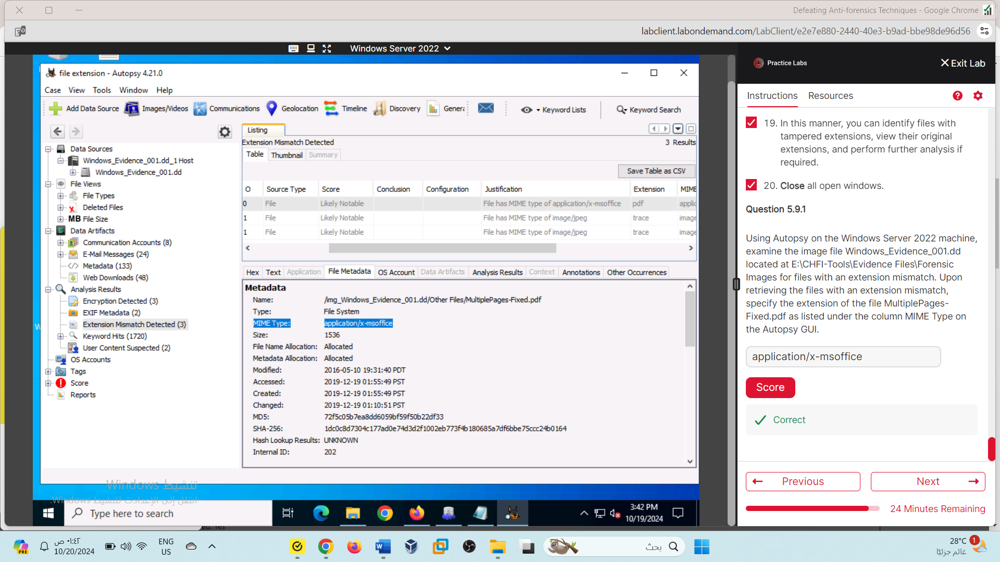 Defeating Anti-forensics Techniques - Google Chrome
labclient.labondemand.com/LabClient/e2e7e880-2440-40e3-b9ad-bbe98de96d56
Windows Server 2022
file extension - Autopsy 4.21.0
Case View Tools Window Help
Add Data Source Images/Videos Communications Geolocation Timeline Discovery Keyword Lists Keyword Search
Data Sources
Windows_Evidence_001.dd_1 Host
Windows_Evidence_001.dd
File Views
File Types
Deleted Files
MB File Size
Data Artifacts
Communication Accounts (8)
E-Mail Messages (24)
Metadata (133)
Web Downloads (48)
Analysis Results
Encryption Detected (3)
EXIF Metadata (2)
Extension Mismatch Detected (3)
Keyword Hits (1720)
User Content Suspected (2)
OS Accounts
Tags
Score
Reports
Listing
Extension Mismatch Detected 3 Results
Table Thumbnail Summary
Save Table as CSV
O Source Type Score Conclusion Configuration Justification Extension MIME
0 File Likely Notable File has MIME type of application/x-msoffice pdf applic
1 File Likely Notable File has MIME type of image/jpeg trace image
1 File Likely Notable File has MIME type of image/jpeg trace image
Hex Text Application File Metadata OS Account Data Artifacts Analysis Results Context Annotations Other Occurrences
Metadata
Name: /img_Windows_Evidence_001.dd/Other Files/MultiplePages-Fixed.pdf
Type: File System
MIME Type: application/x-msoffice
Size: 1536
File Name Allocation: Allocated
Metadata Allocation: Allocated
Modified: 2016-05-10 19:31:40 PDT
Accessed: 2019-12-19 01:55:49 PST
Created: 2019-12-19 01:55:49 PST
Changed: 2019-12-19 01:10:51 PST
MD5: 72f5c05b7ea8dd6059bf59f50b22df33
SHA-256: 1dc0c8d7304c177ad0e74d3d2f1002eb773f4b180685a7df6bbe75ccc24b0164
Hash Lookup Results: UNKNOWN
Internal ID: 202
تنشيط Windows
انتقل إلى الإعدادت لتنشيط Windows.
Type here to search
3:42 PM
10/19/2024
Practice Labs
Exit Lab
Instructions Resources
19. In this manner, you can identify files with
tampered extensions, view their original
extensions, and perform further analysis if
required.
20. Close all open windows.
Question 5.9.1
Using Autopsy on the Windows Server 2022 machine,
examine the image file Windows_Evidence_001.dd
located at E:\CHFI-Tools\Evidence Files\Forensic
Images for files with an extension mismatch. Upon
retrieving the files with an extension mismatch,
specify the extension of the file MultiplePages-
Fixed.pdf as listed under the column MIME Type on
the Autopsy GUI.
application/x-msoffice
Score
Correct
Previous
Next
24 Minutes Remaining
PRE
٠١:٤٢ ص
10/20/2024
ENG
US
بحث
28°C
غائم جزئيًا
1